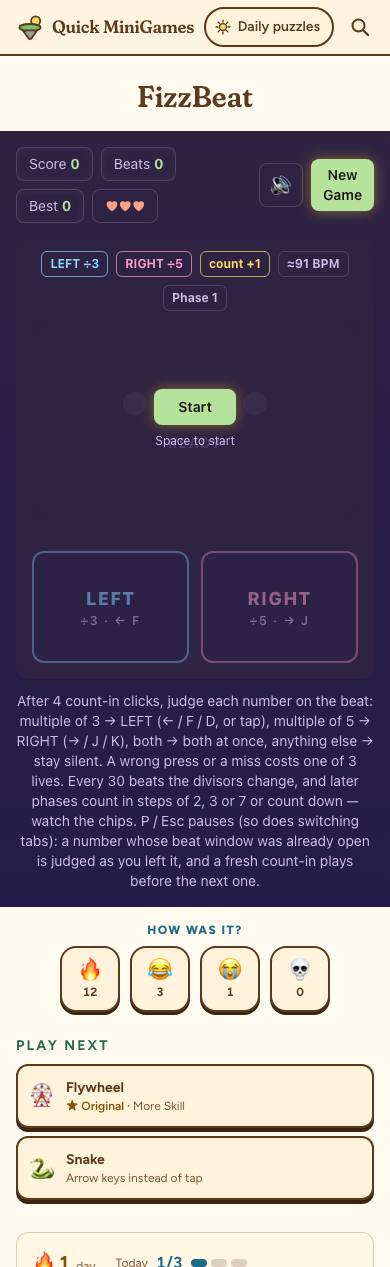 Quick MiniGames
Daily puzzles
FizzBeat
Score 0
Beats 0
Best 0
New
Game
LEFT ÷3
RIGHT ÷5
count +1
≈91 BPM
Phase 1
Start
Space to start
LEFT
÷3 · ← F
RIGHT
÷5 · → J
After 4 count-in clicks, judge each number on the beat:
multiple of 3 → LEFT (← / F / D, or tap), multiple of 5 →
RIGHT (→ / J / K), both → both at once, anything else →
stay silent. A wrong press or a miss costs one of 3
lives. Every 30 beats the divisors change, and later
phases count in steps of 2, 3 or 7 or count down —
watch the chips. P / Esc pauses (so does switching
tabs): a number whose beat window was already open
is judged as you left it, and a fresh count-in plays
before the next one.
HOW WAS IT?
12
3
1
0
PLAY NEXT
Flywheel
Original · More Skill
Snake
Arrow keys instead of tap
1 day
Today 1/3